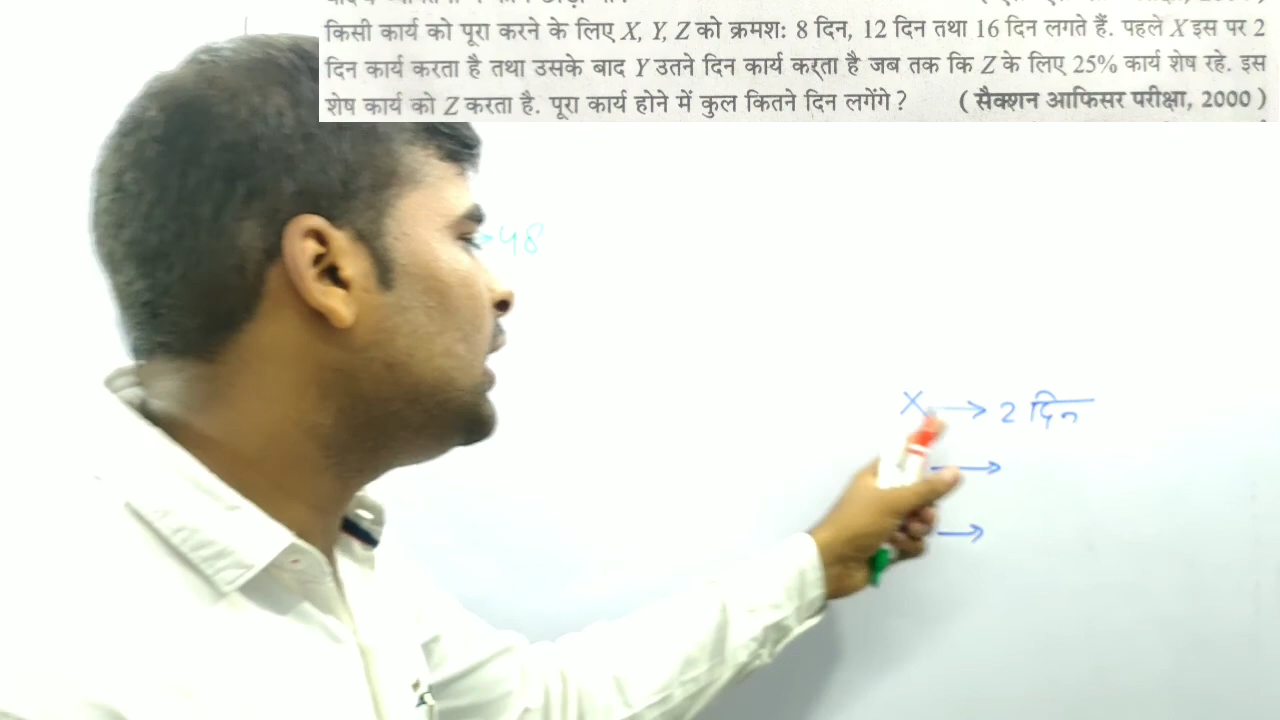 किसी कार्य को पूरा करने के लिए X, Y, Z को क्रमश: 8 दिन, 12 दिन तथा 16 दिन लगते हैं. पहले X इस पर 2
दिन कार्य करता है तथा उसके बाद Y उतने दिन कार्य कर्ता है जब तक कि Z के लिए 25% कार्य शेष रहे. इस
शेष कार्य को Z करता है. पूरा कार्य होने में कुल कितने दिन लगेंगे ? ( सैक्शन आफिसर परीक्षा, 2000 )
48
X → 2 दिन
→
→